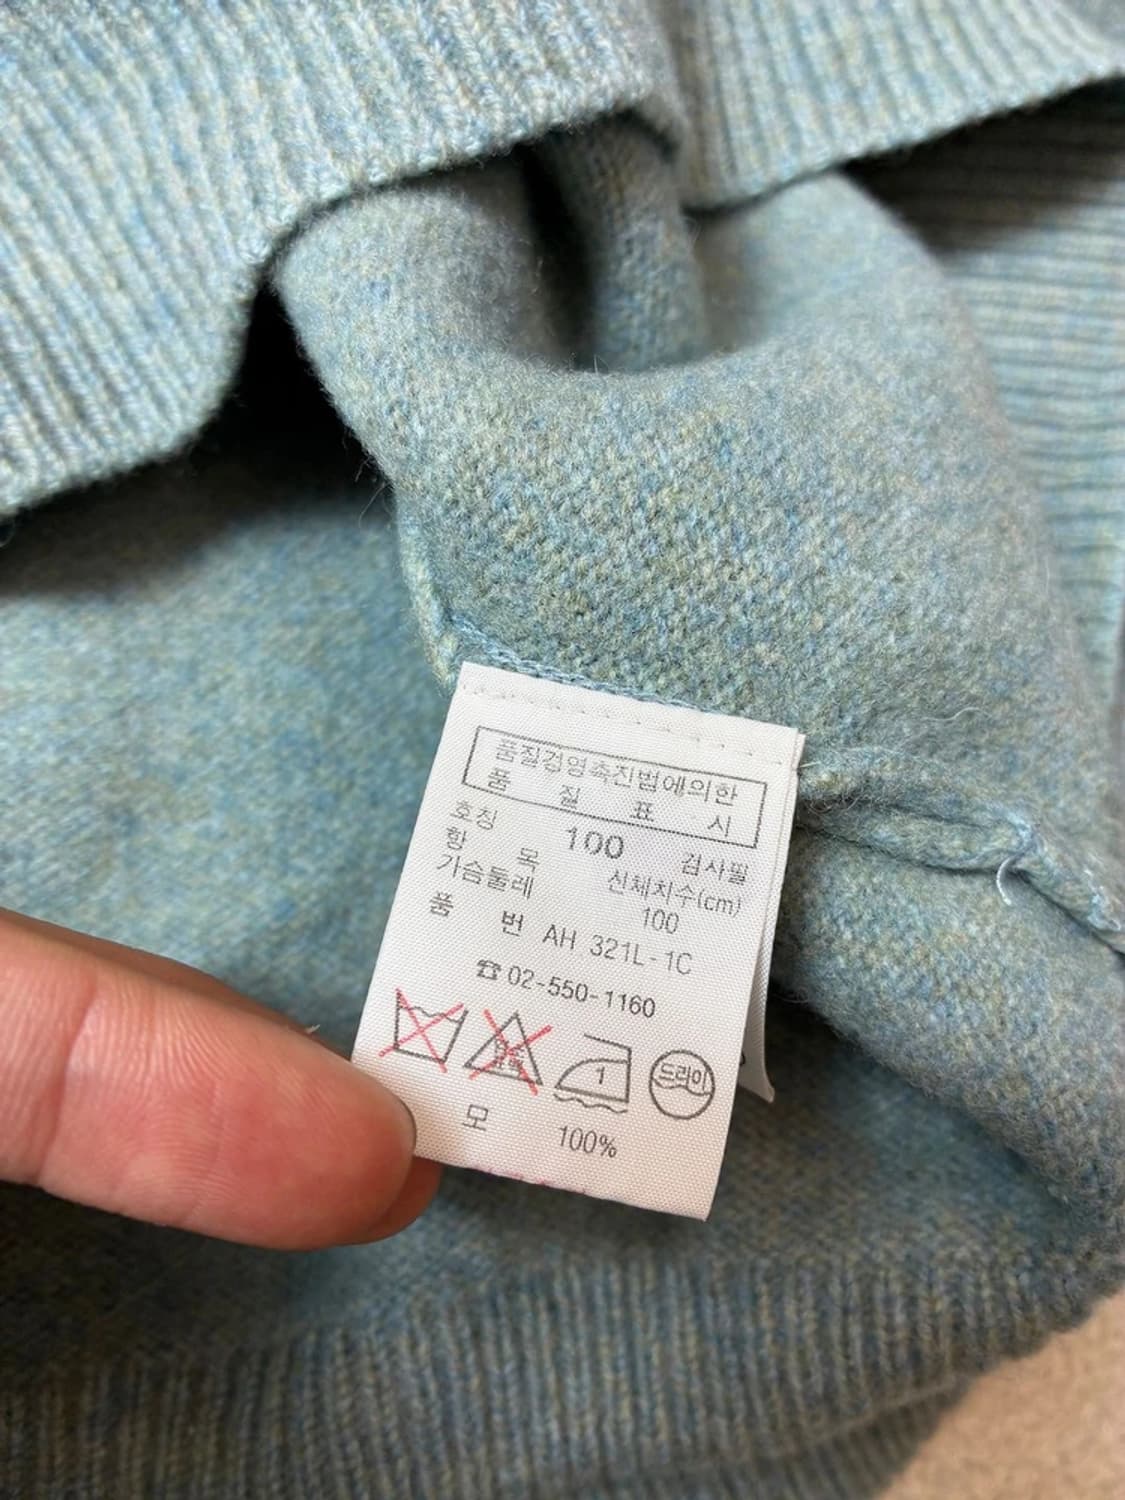 품질경영촉진법에의한
품 질 표 시
호칭 100 검사필
항 목 신체치수(cm)
가슴둘레 100
품 번 AH 321L-1C
☎ 02-550-1160
1 드라이
모 100%